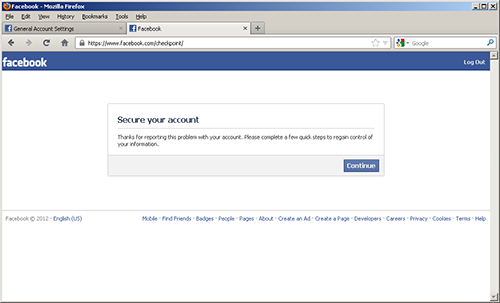 Facebook - Mozilla Firefox
File Edit View History Bookmarks Tools Help
General Account Settings
Facebook
https://www.facebook.com/checkpoint/
Google
facebook
Log Out
Secure your account
Thanks for reporting this problem with your account. Please complete a few quick steps to regain control of
your information.
Continue
Facebook © 2012 · English (US)
Mobile · Find Friends · Badges · People · Pages · About · Create an Ad · Create a Page · Developers · Careers · Privacy · Cookies · Terms · Help